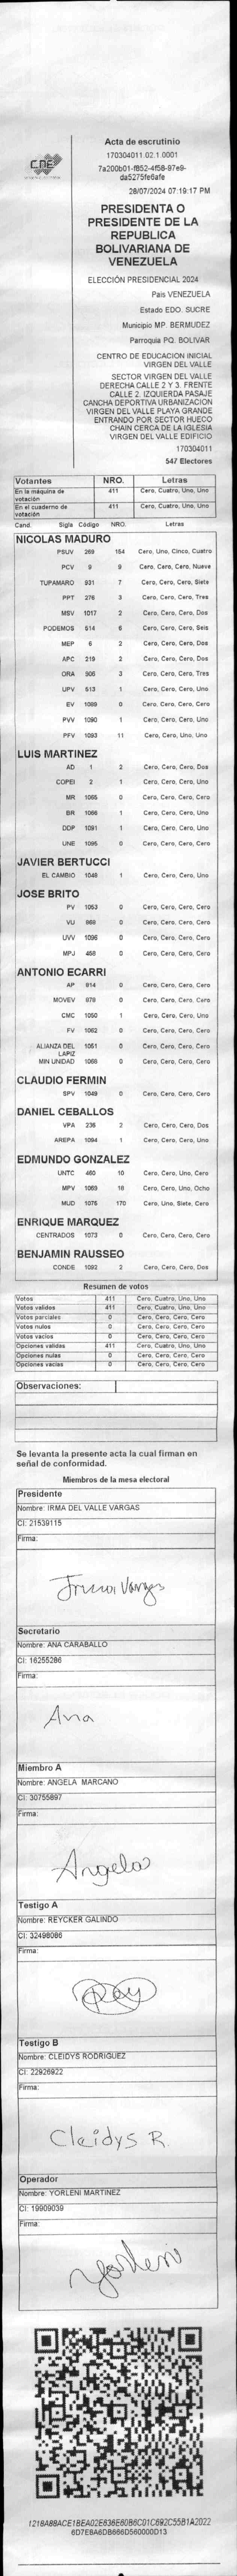 CNE
Acta de escrutinio
170304011.02.1.0001
7a200b01-f852-4f58-97e9-
da5275fe6afe
28/07/2024 07:19:17 PM
PRESIDENTA O
PRESIDENTE DE LA
REPUBLICA
BOLIVARIANA DE
VENEZUELA
ELECCIÓN PRESIDENCIAL 2024
País VENEZUELA
Estado EDO. SUCRE
Municipio MP. BERMUDEZ
Parroquia PQ. BOLIVAR
CENTRO DE EDUCACION INICIAL
VIRGEN DEL VALLE
SECTOR VIRGEN DEL VALLE
DERECHA CALLE 2 Y 3. FRENTE
CALLE 2. IZQUIERDA PASAJE
CANCHA DEPORTIVA URBANIZACION
VIRGEN DEL VALLE PLAYA GRANDE
ENTRANDO POR SECTOR HUECO
CHAN CERCA DE LA IGLESIA
VIRGEN DEL VALLE EDIFICIO
170304011
547 Electores
Votantes NRO. Letras
En la máquina de votación 411 Cero, Cuatro, Uno, Uno
En el cuaderno de votación 411 Cero, Cuatro, Uno, Uno
Cand. Sigla Código NRO. Letras
NICOLAS MADURO
PSUV 269 154 Cero, Uno, Cinco, Cuatro
PCV 9 9 Cero, Cero, Cero, Nueve
TUPAMARO 931 7 Cero, Cero, Cero, Siete
PPT 276 3 Cero, Cero, Cero, Tres
MSV 1017 2 Cero, Cero, Cero, Dos
PODEMOS 514 6 Cero, Cero, Cero, Seis
MEP 6 2 Cero, Cero, Cero, Dos
APC 219 2 Cero, Cero, Cero, Dos
ORA 906 3 Cero, Cero, Cero, Tres
UPV 513 1 Cero, Cero, Cero, Uno
EV 1089 0 Cero, Cero, Cero, Cero
PVV 1090 1 Cero, Cero, Cero, Uno
PFV 1093 11 Cero, Cero, Uno, Uno
LUIS MARTINEZ
AD 1 2 Cero, Cero, Cero, Dos
COPEI 2 1 Cero, Cero, Cero, Uno
MR 1065 0 Cero, Cero, Cero, Cero
BR 1066 1 Cero, Cero, Cero, Uno
DDP 1091 1 Cero, Cero, Cero, Uno
UNE 1095 0 Cero, Cero, Cero, Cero
JAVIER BERTUCCI
EL CAMBIO 1048 1 Cero, Cero, Cero, Uno
JOSE BRITO
PV 1053 0 Cero, Cero, Cero, Cero
VU 869 0 Cero, Cero, Cero, Cero
UVV 1096 0 Cero, Cero, Cero, Cero
MPJ 458 0 Cero, Cero, Cero, Cero
ANTONIO ECARRI
AP 914 0 Cero, Cero, Cero, Cero
MOVEV 979 0 Cero, Cero, Cero, Cero
CMC 1050 1 Cero, Cero, Cero, Uno
FV 1062 0 Cero, Cero, Cero, Cero
ALIANZA DEL LAPIZ 1051 0 Cero, Cero, Cero, Cero
MIN UNIDAD 1068 0 Cero, Cero, Cero, Cero
CLAUDIO FERMIN
SPV 1049 0 Cero, Cero, Cero, Cero
DANIEL CEBALLOS
VPA 236 2 Cero, Cero, Cero, Dos
AREPA 1094 1 Cero, Cero, Cero, Uno
EDMUNDO GONZALEZ
UNTC 460 10 Cero, Cero, Uno, Cero
MPV 1069 18 Cero, Cero, Uno, Ocho
MUD 1075 170 Cero, Uno, Siete, Cero
ENRIQUE MARQUEZ
CENTRADOS 1073 0 Cero, Cero, Cero, Cero
BENJAMIN RAUSSEO
CONDE 1092 2 Cero, Cero, Cero, Dos
Resumen de votos
Votos 411 Cero, Cuatro, Uno, Uno
Votos validos 411 Cero, Cuatro, Uno, Uno
Votos parciales 0 Cero, Cero, Cero, Cero
Votos nulos 0 Cero, Cero, Cero, Cero
Votos vacios 0 Cero, Cero, Cero, Cero
Opciones validas 411 Cero, Cuatro, Uno, Uno
Opciones nulas 0 Cero, Cero, Cero, Cero
Opciones vacias 0 Cero, Cero, Cero, Cero
Observaciones:
Se levanta la presente acta la cual firman en
señal de conformidad.
Miembros de la mesa electoral
Presidente
Nombre: IRMA DEL VALLE VARGAS
CI: 21539115
Firma:
Irma Vargas
Secretario
Nombre: ANA CARABALLO
CI: 16255286
Firma:
Ana
Miembro A
Nombre: ANGELA MARCANO
CI: 30755697
Firma:
Angela
Testigo A
Nombre: REYCKER GALINDO
CI: 32498086
Firma:
Rey
Testigo B
Nombre: CLEIDYS RODRIGUEZ
CI: 22926922
Firma:
Cleidys R.
Operador
Nombre: YORLENI MARTINEZ
CI: 19909039
Firma:
Yorleni
1218A88ACE1BEA02E636E60B6C01C692C55B1A2022
6D7E8A6DB666D560000D13